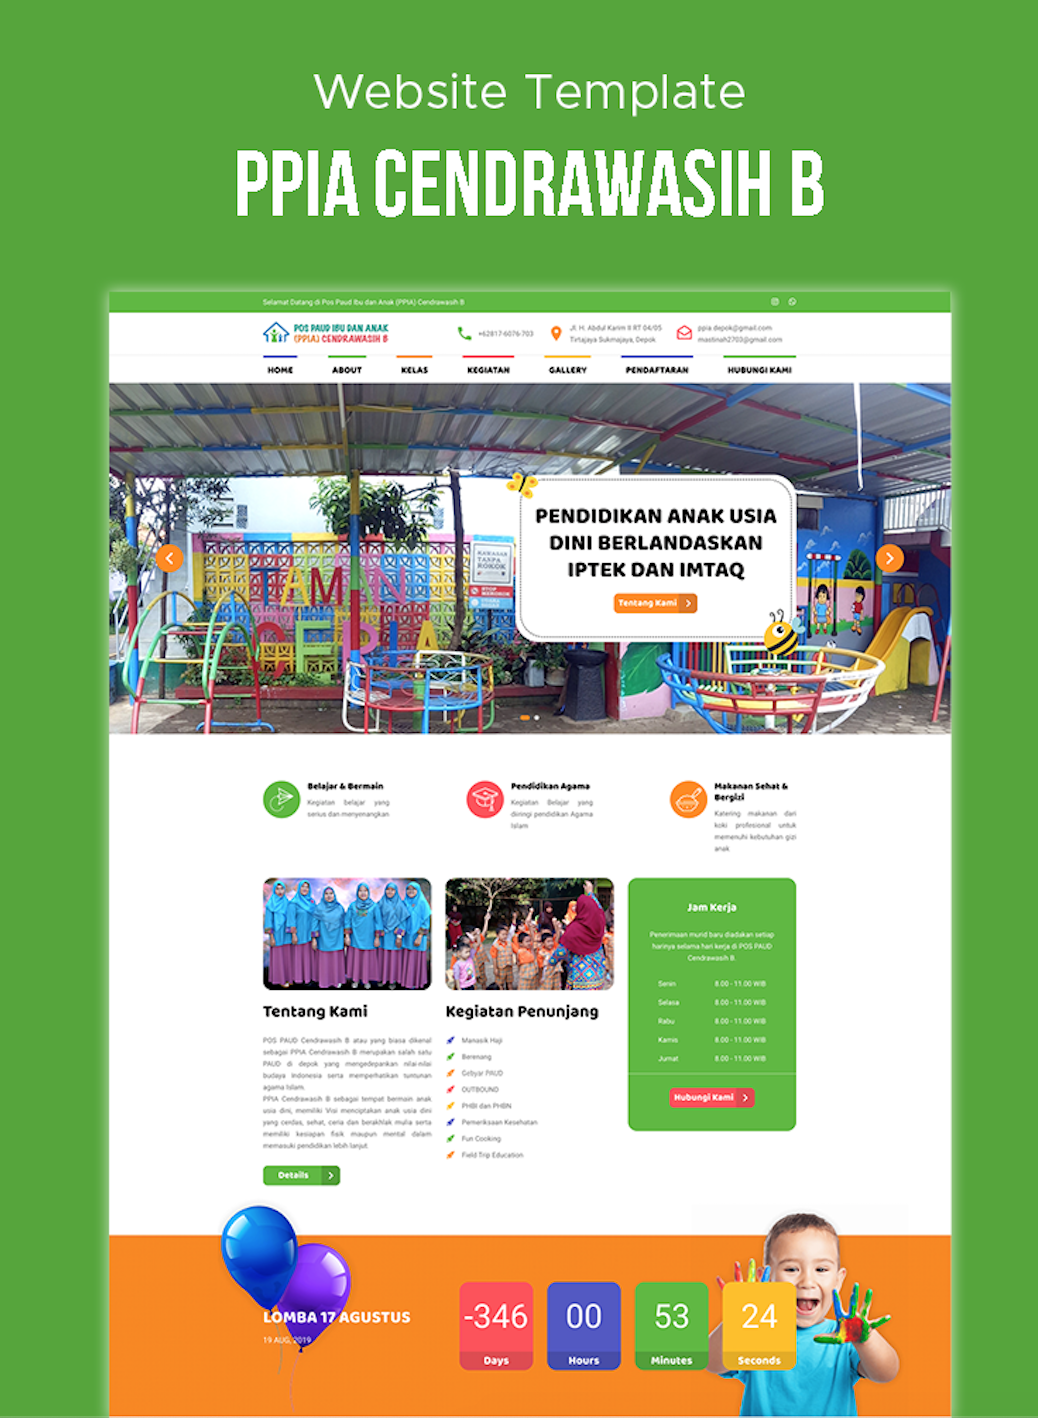 Website Template
PPIA CENDRAWASIH B
Selamat Datang di Pos Paud Ibu dan Anak (PPIA) Cendrawasih B
POS PAUD IBU DAN ANAK
(PPIA) CENDRAWASIH B
+62817-6076-703
Jl. H. Abdul Karim II RT 04/05
Tirtajaya Sukmajaya, Depok
ppia.depok@gmail.com
mastinah2703@gmail.com
HOME ABOUT KELAS KEGIATAN GALLERY PENDAFTARAN HUBUNGI KAMI
KAWASAN
TANPA
ROKOK
STOP
MEROKOK
TAMAN
CERIA
PENDIDIKAN ANAK USIA
DINI BERLANDASKAN
IPTEK DAN IMTAQ
Tentang Kami
Belajar & Bermain
Kegiatan belajar yang
serius dan menyenangkan
Pendidikan Agama
Kegiatan Belajar yang
diiringi pendidikan Agama
Islam
Makanan Sehat &
Bergizi
Katering makanan dari
koki profesional untuk
memenuhi kebutuhan gizi
anak
Tentang Kami
POS PAUD Cendrawasih B atau yang biasa dikenal
sebagai PPIA Cendrawasih B merupakan salah satu
PAUD di depok yang mengedepankan nilai-nilai
budaya Indonesia serta memperhatikan tuntunan
agama Islam.
PPIA Cendrawasih B sebagai tempat bermain anak
usia dini, memiliki Visi menciptakan anak usia dini
yang cerdas, sehat, ceria dan berakhlak mulia serta
memiliki kesiapan fisik maupun mental dalam
memasuki pendidikan lebih lanjut.
Details
Kegiatan Penunjang
Manasik Haji
Berenang
Gebyar PAUD
OUTBOUND
PHBI dan PHBN
Pemeriksaan Kesehatan
Fun Cooking
Field Trip Education
Jam Kerja
Penerimaan murid baru diadakan setiap
harinya selama hari kerja di POS PAUD
Cendrawasih B.
Senin 8.00 - 11.00 WIB
Selasa 8.00 - 11.00 WIB
Rabu 8.00 - 11.00 WIB
Kamis 8.00 - 11.00 WIB
Jumat 8.00 - 11.00 WIB
Hubungi Kami
LOMBA 17 AGUSTUS
19 AUG, 2019
-346 00 53 24
Days Hours Minutes Seconds